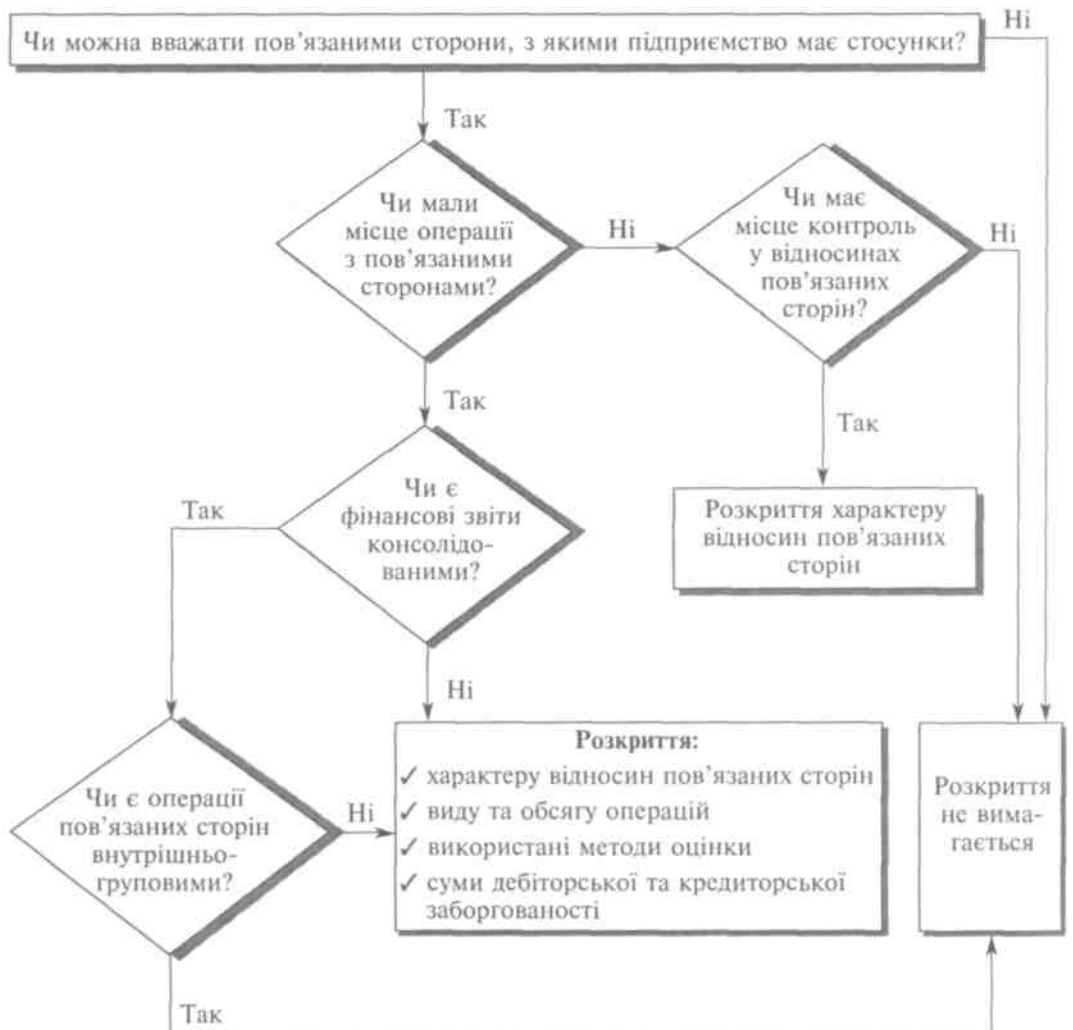 Ні
Чи можна вважати пов’язаними сторони, з якими підприємство має стосунки?
Так
Чи мали
місце операції
з пов’язаними
сторонами?
Ні
Чи має
місце контроль
у відносинах
пов’язаних
сторін?
Ні
Так
Так
Чи є
фінансові звіти
консолідо-
ваними?
Так
Розкриття характеру
відносин пов’язаних
сторін
Ні
Чи є операції
пов’язаних сторін
внутрішньо-
груповими?
Ні
Розкриття:
✓ характеру відносин пов’язаних сторін
✓ виду та обсягу операцій
✓ використані методи оцінки
✓ суми дебіторської та кредиторської
заборгованості
Розкриття
не вима-
гається
Так